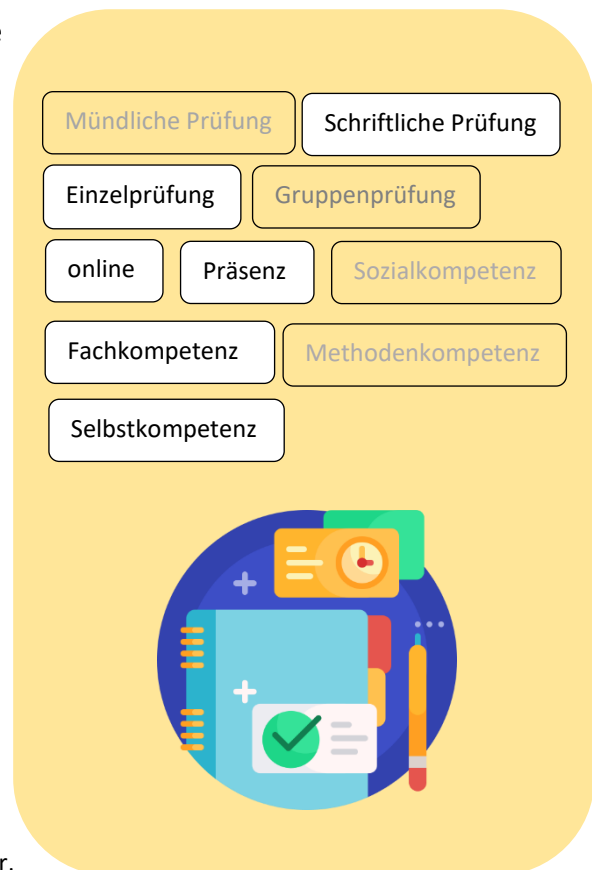 Mündliche Prüfung Schriftliche Prüfung
Einzelprüfung Gruppenprüfung
online Präsenz Sozialkompetenz
Fachkompetenz Methodenkompetenz
Selbstkompetenz
r.